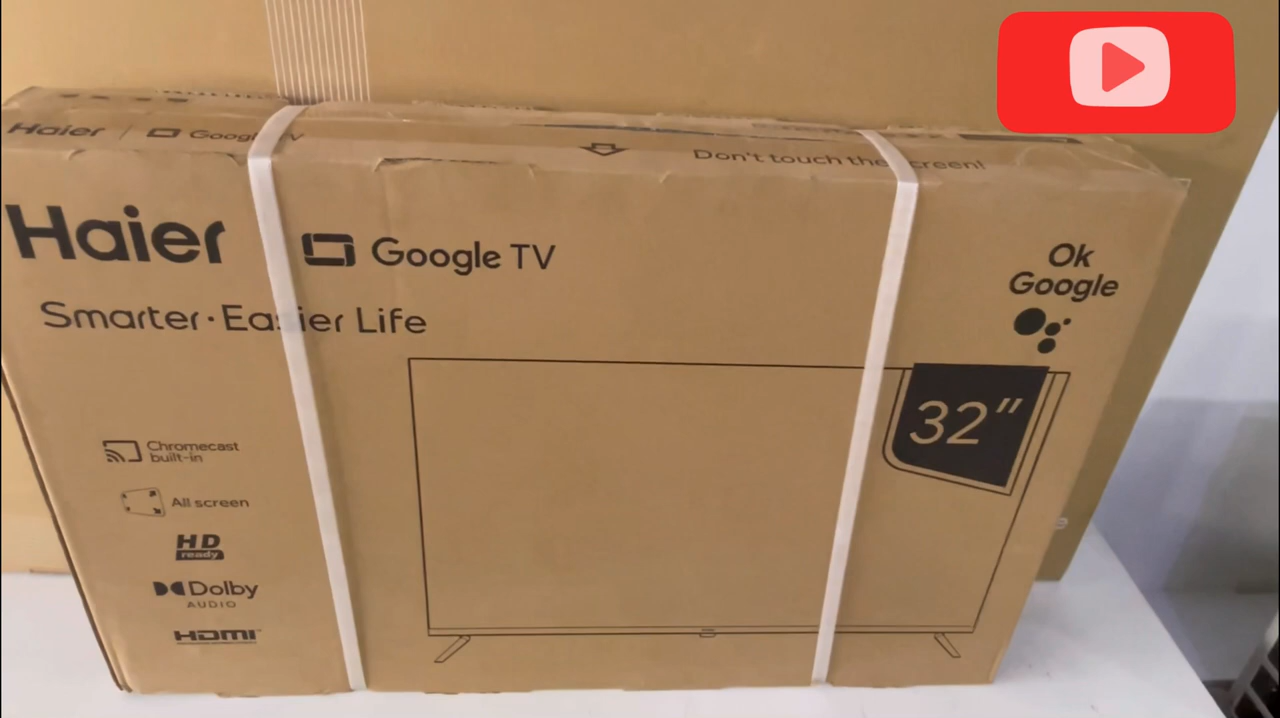 Haier | Google TV
Don't touch the screen!
Haier
Google TV
Smarter·Easier Life
Ok
Google
32"
Chromecast
built-in
All screen
HD
ready
Dolby
AUDIO
HDMI™